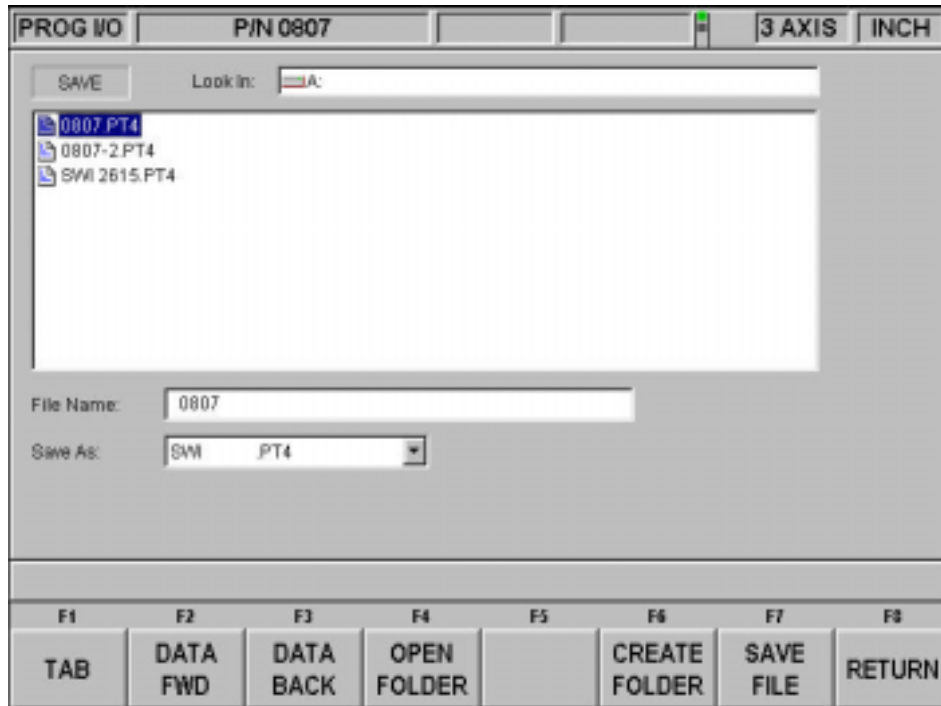 PROG I/O P/N 0807 3 AXIS INCH
SAVE Look In: A:
0807.PT4
0807-2.PT4
SWI 2615.PT4
File Name: 0807
Save As: SWI .PT4
F1 F2 F3 F4 F5 F6 F7 F8
TAB DATA FWD DATA BACK OPEN FOLDER CREATE FOLDER SAVE FILE RETURN